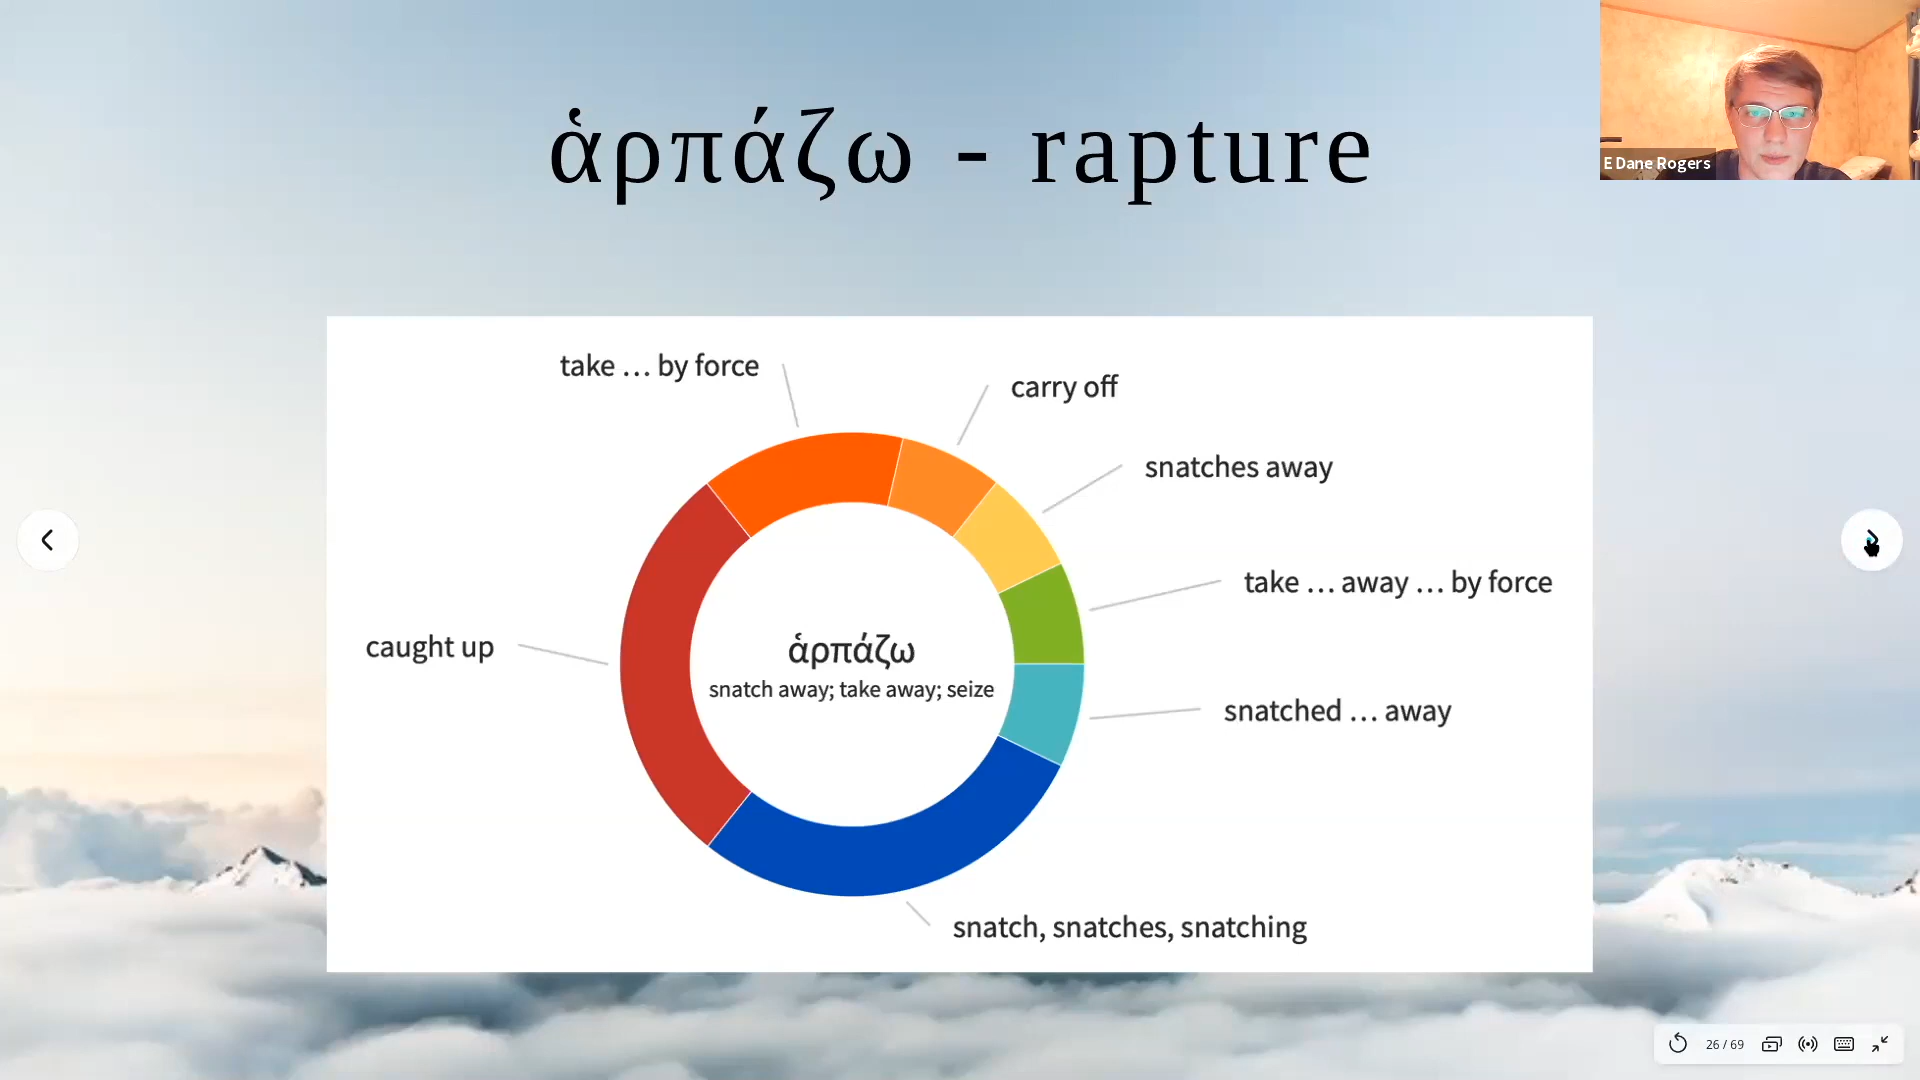 ἁρπάζω - rapture
E Dane Rogers
take … by force
carry off
snatches away
take … away … by force
caught up
ἁρπάζω
snatch away; take away; seize
snatched … away
snatch, snatches, snatching
26 / 69